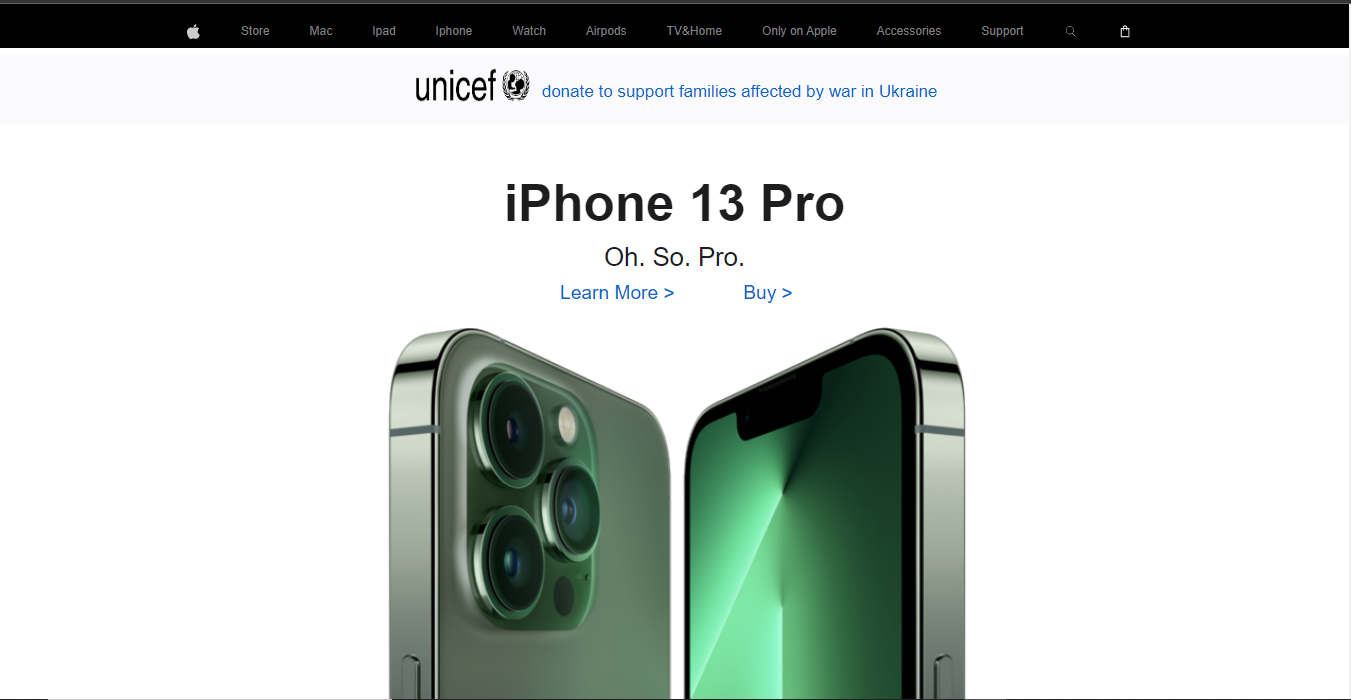 Store Mac Ipad Iphone Watch Airpods TV&Home Only on Apple Accessories Support
unicef donate to support families affected by war in Ukraine
iPhone 13 Pro
Oh. So. Pro.
Learn More > Buy >